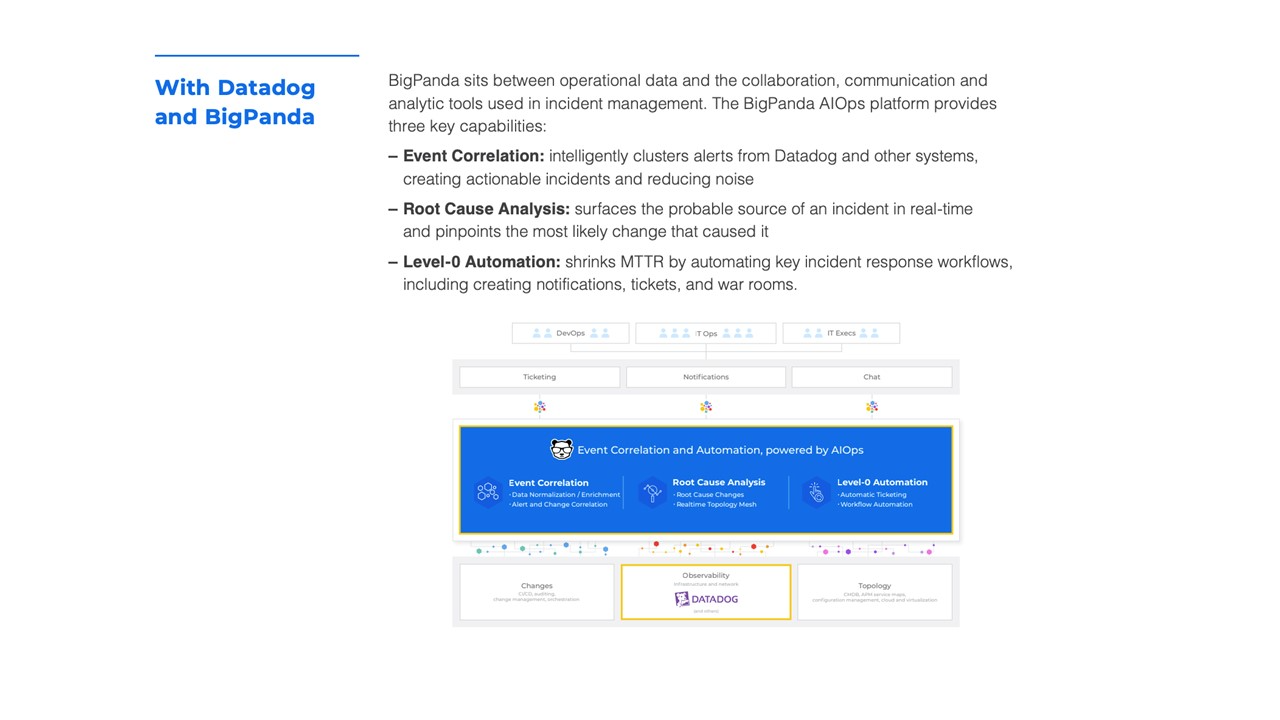 With Datadog
and BigPanda
BigPanda sits between operational data and the collaboration, communication and
analytic tools used in incident management. The BigPanda AIOps platform provides
three key capabilities:
– Event Correlation: intelligently clusters alerts from Datadog and other systems,
creating actionable incidents and reducing noise
– Root Cause Analysis: surfaces the probable source of an incident in real-time
and pinpoints the most likely change that caused it
– Level-0 Automation: shrinks MTTR by automating key incident response workflows,
including creating notifications, tickets, and war rooms.
DevOps
IT Ops
IT Execs
Ticketing
Notifications
Chat
Event Correlation and Automation, powered by AIOps
Event Correlation
· Data Normalization / Enrichment
· Alert and Change Correlation
Root Cause Analysis
· Root Cause Changes
· Realtime Topology Mesh
Level-0 Automation
· Automatic Ticketing
· Workflow Automation
Changes
CI/CD, auditing,
change management, orchestration
Observability
Infrastructure and network
DATADOG
(and others)
Topology
CMDB, APM service maps,
configuration management, cloud and virtualization